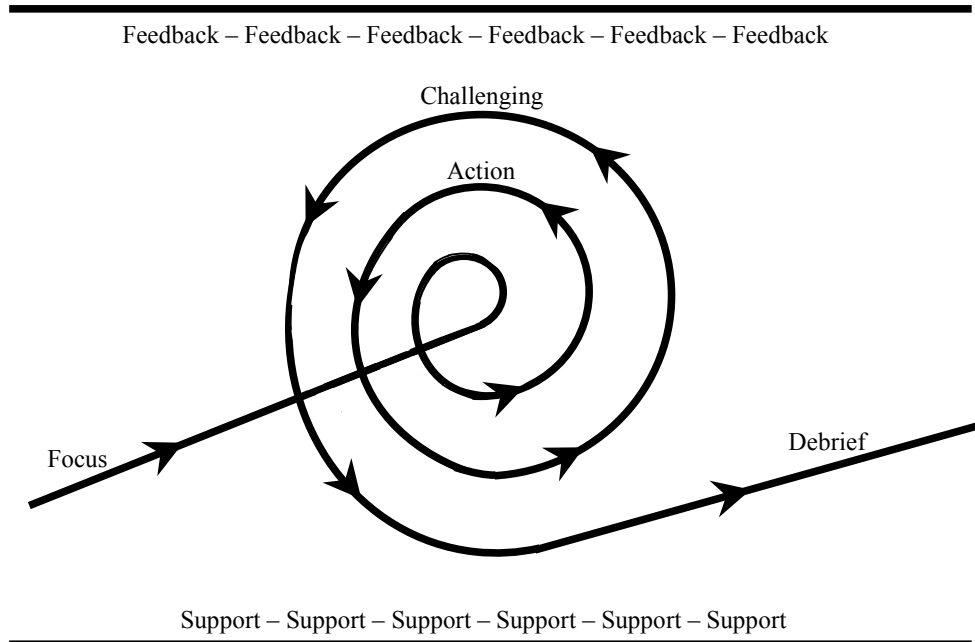 Feedback – Feedback – Feedback – Feedback – Feedback – Feedback
Challenging
Action
Focus
Debrief
Support – Support – Support – Support – Support – Support